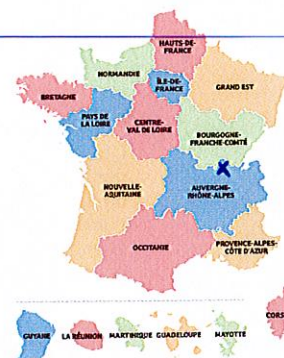 HAUTS-DE-
FRANCE
NORMANDIE
ÎLE-DE-
FRANCE
GRAND EST
BRETAGNE
PAYS DE
LA LOIRE
CENTRE-
VAL DE LOIRE
BOURGOGNE-
FRANCHE-COMTÉ
NOUVELLE-
AQUITAINE
AUVERGNE-
RHÔNE-ALPES
OCCITANIE
PROVENCE-ALPES-
CÔTE D'AZUR
GUYANE
LA RÉUNION
MARTINIQUE
GUADELOUPE
MAYOTTE
CORS